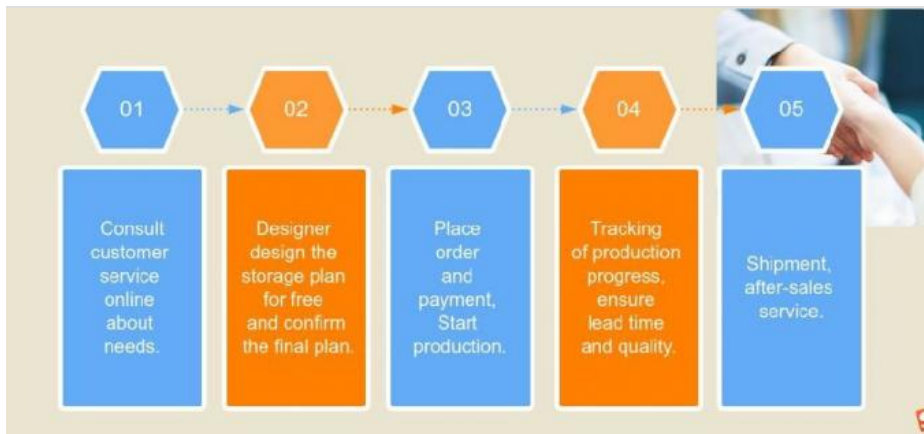 01
02
03
04
05
Consult
customer
service
online
about
needs.
Designer
design the
storage plan
for free
and confirm
the final plan.
Place
order
and
payment,
Start
production.
Tracking
of production
progress,
ensure
lead time
and quality.
Shipment,
after-sales
service.